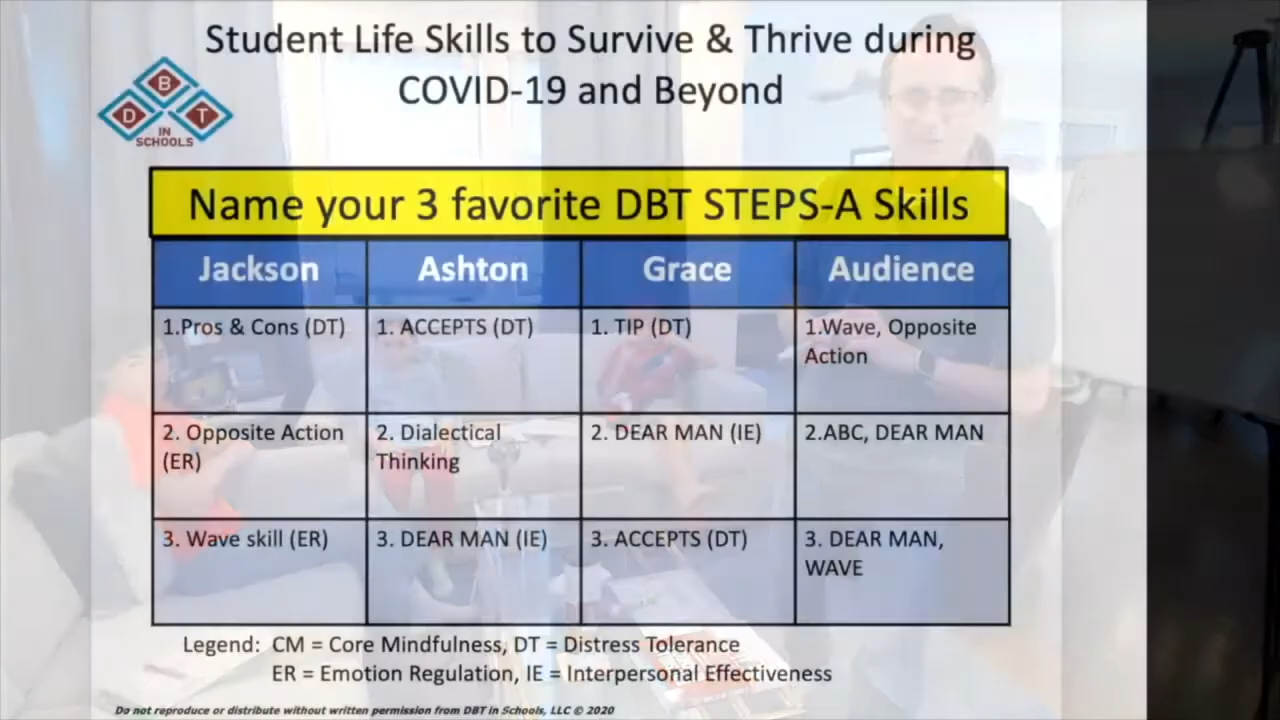 Student Life Skills to Survive & Thrive during
COVID-19 and Beyond
B
D T
IN
SCHOOLS
Name your 3 favorite DBT STEPS-A Skills
Jackson Ashton Grace Audience
1.Pros & Cons (DT) 1. ACCEPTS (DT) 1. TIP (DT) 1.Wave, Opposite
Action
2. Opposite Action 2. Dialectical 2. DEAR MAN (IE) 2.ABC, DEAR MAN
(ER) Thinking
3. Wave skill (ER) 3. DEAR MAN (IE) 3. ACCEPTS (DT) 3. DEAR MAN,
WAVE
Legend: CM = Core Mindfulness, DT = Distress Tolerance
ER = Emotion Regulation, IE = Interpersonal Effectiveness
Do not reproduce or distribute without written permission from DBT in Schools, LLC © 2020